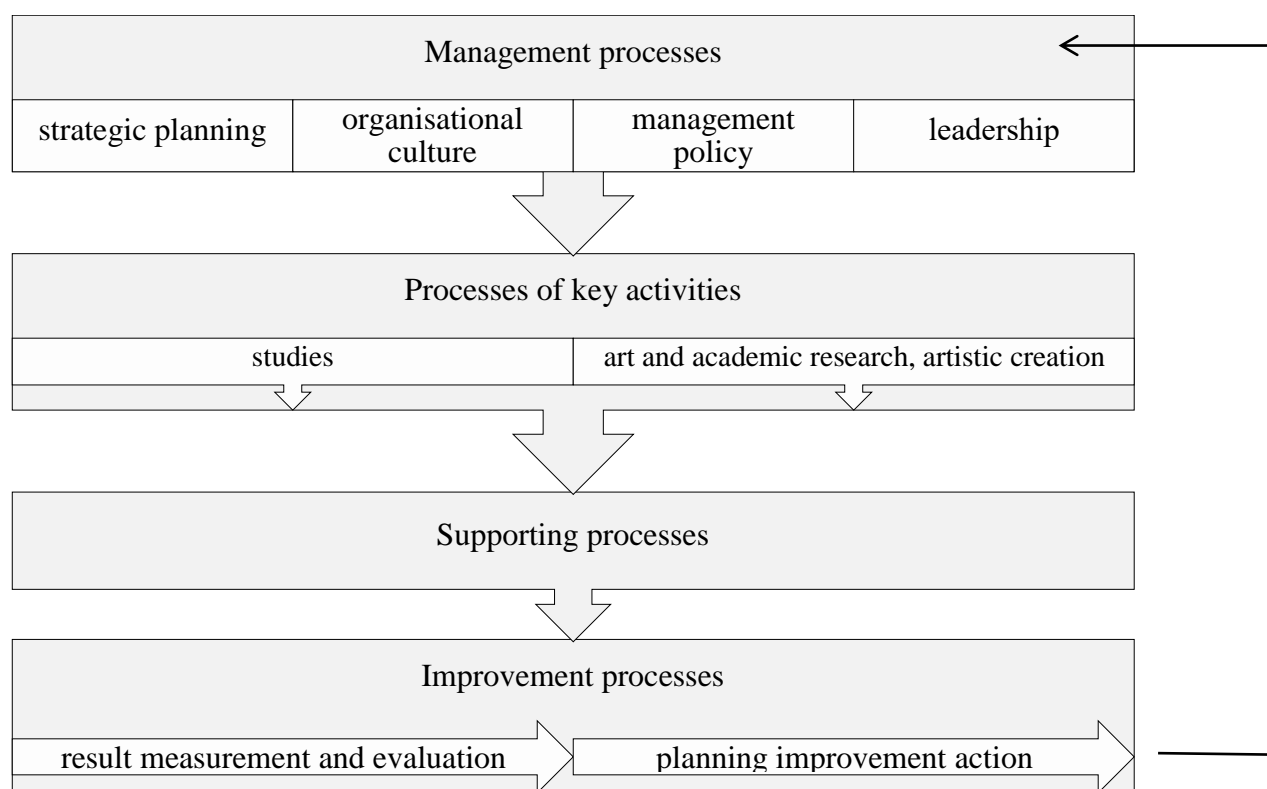 Management processes
strategic planning
organisational
culture
management
policy
leadership
Processes of key activities
studies
art and academic research, artistic creation
Supporting processes
Improvement processes
result measurement and evaluation
planning improvement action